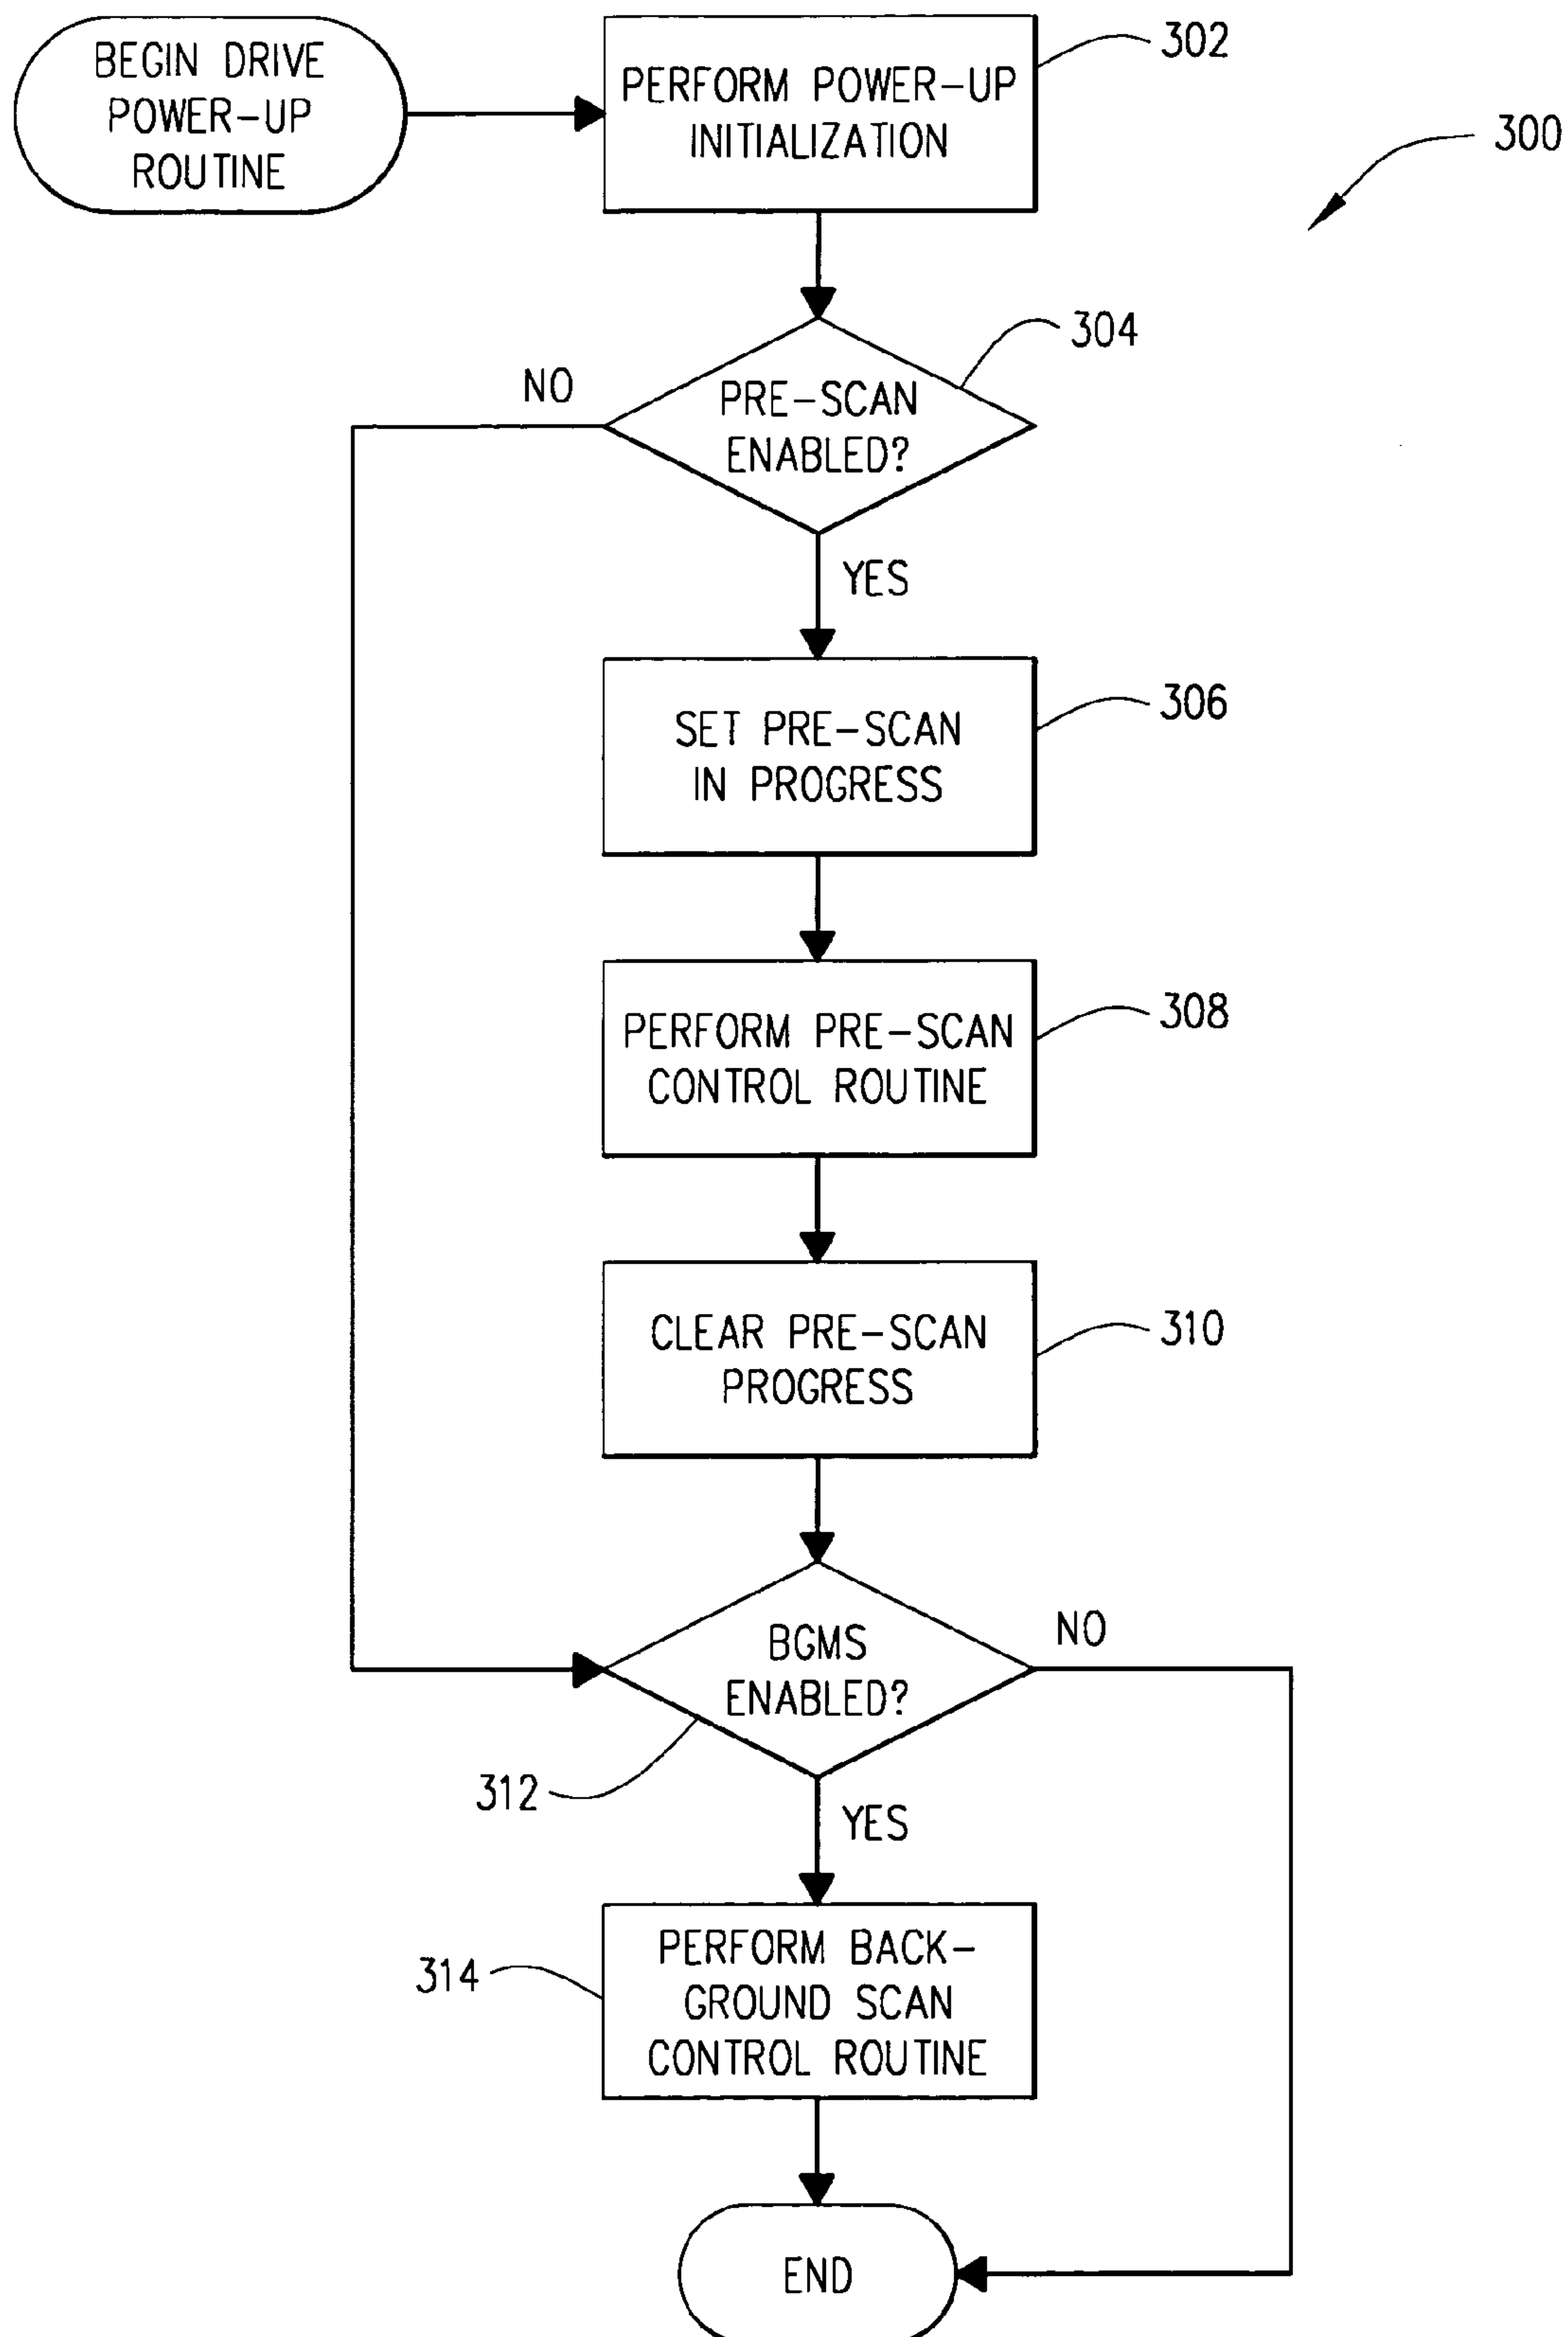 BEGIN DRIVE
POWER-UP
ROUTINE
PERFORM POWER-UP
INITIALIZATION
302
300
PRE-SCAN
ENABLED?
304
NO
YES
SET PRE-SCAN
IN PROGRESS
306
PERFORM PRE-SCAN
CONTROL ROUTINE
308
CLEAR PRE-SCAN
PROGRESS
310
BGMS
ENABLED?
NO
312
YES
PERFORM BACK-
GROUND SCAN
CONTROL ROUTINE
314
END